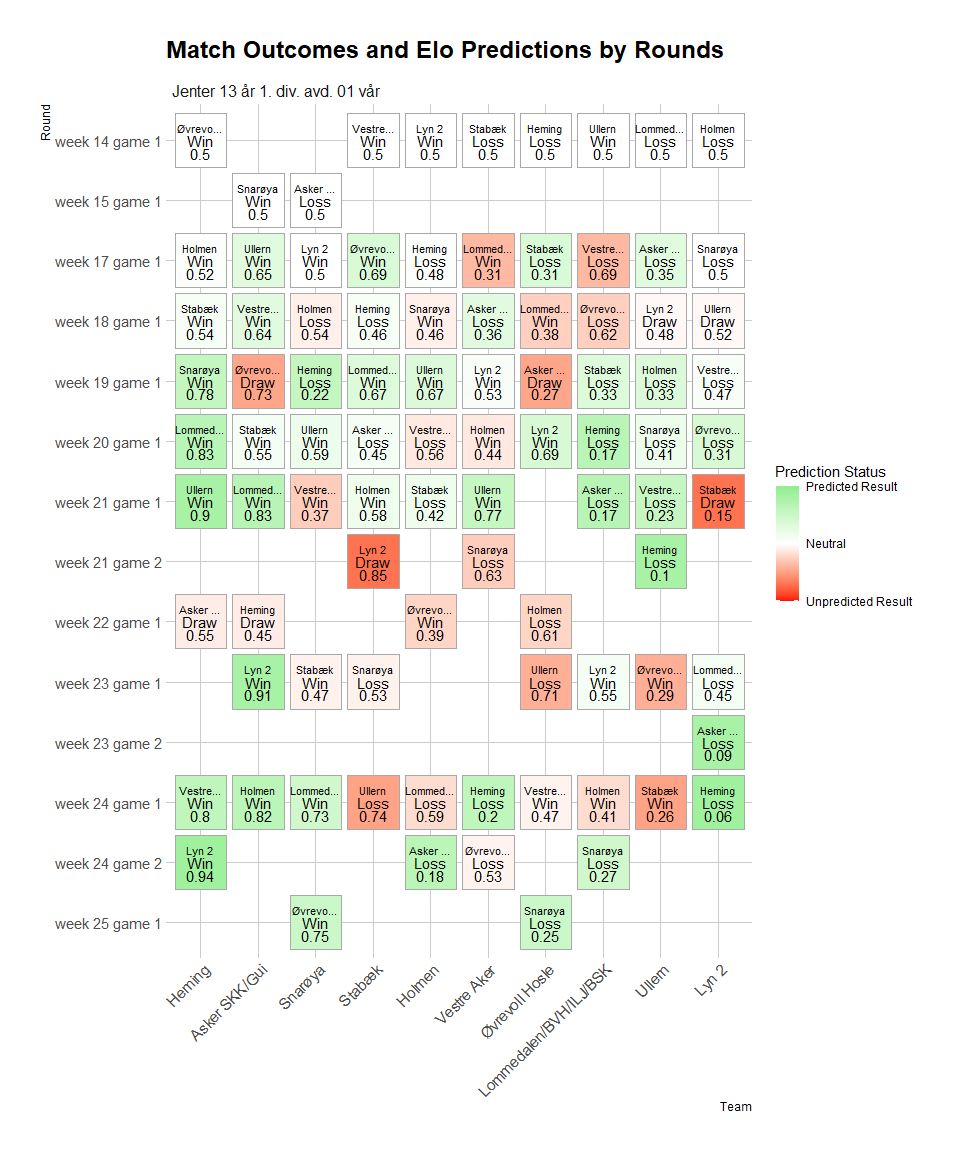 Match Outcomes and Elo Predictions by Rounds
Jenter 13 år 1. div. avd. 01 vår
Round
week 14 game 1
Øvrevo... Vestre... Lyn 2 Stabæk Heming Ullern Lommed... Holmen
Win Win Win Loss Loss Win Loss Loss
0.5 0.5 0.5 0.5 0.5 0.5 0.5 0.5
week 15 game 1
Snarøya Asker ...
Win Loss
0.5 0.5
week 17 game 1
Holmen Ullern Lyn 2 Øvrevo... Heming Lommed... Stabæk Vestre... Asker ... Snarøya
Win Win Win Win Loss Win Loss Loss Loss Loss
0.52 0.65 0.5 0.69 0.48 0.31 0.31 0.69 0.35 0.5
week 18 game 1
Stabæk Vestre... Holmen Heming Snarøya Asker ... Lommed... Øvrevo... Lyn 2 Ullern
Win Win Loss Loss Win Loss Win Loss Draw Draw
0.54 0.64 0.54 0.46 0.46 0.36 0.38 0.62 0.48 0.52
week 19 game 1
Snarøya Øvrevo... Heming Lommed... Ullern Lyn 2 Asker ... Stabæk Holmen Vestre...
Win Draw Loss Win Win Win Draw Loss Loss Loss
0.78 0.73 0.22 0.67 0.67 0.53 0.27 0.33 0.33 0.47
week 20 game 1
Lommed... Stabæk Ullern Asker ... Vestre... Holmen Lyn 2 Heming Snarøya Øvrevo...
Win Win Win Loss Loss Win Win Loss Loss Loss
0.83 0.55 0.59 0.45 0.56 0.44 0.69 0.17 0.41 0.31
week 21 game 1
Ullern Lommed... Vestre... Holmen Stabæk Ullern Asker ... Vestre... Stabæk
Win Win Win Win Loss Win Loss Loss Draw
0.9 0.83 0.37 0.58 0.42 0.77 0.17 0.23 0.15
week 21 game 2
Lyn 2 Snarøya Heming
Draw Loss Loss
0.85 0.63 0.1
week 22 game 1
Asker ... Heming Øvrevo... Holmen
Draw Draw Win Loss
0.55 0.45 0.39 0.61
week 23 game 1
Lyn 2 Stabæk Snarøya Ullern Lyn 2 Øvrevo... Lommed...
Win Win Loss Loss Win Win Loss
0.91 0.47 0.53 0.71 0.55 0.29 0.45
week 23 game 2
Asker ...
Loss
0.09
week 24 game 1
Vestre... Holmen Lommed... Ullern Lommed... Heming Vestre... Holmen Stabæk Heming
Win Win Win Loss Loss Loss Win Win Win Loss
0.8 0.82 0.73 0.74 0.59 0.2 0.47 0.41 0.26 0.06
week 24 game 2
Lyn 2 Asker ... Øvrevo... Snarøya
Win Loss Loss Loss
0.94 0.18 0.53 0.27
week 25 game 1
Øvrevo... Snarøya
Win Loss
0.75 0.25
Heming
Asker SKK/Gui
Snarøya
Stabæk
Holmen
Vestre Aker
Øvrevoll Hosle
Lommedalen/BVH/ILJ/BSK
Ullern
Lyn 2
Team
Prediction Status
Predicted Result
Neutral
Unpredicted Result